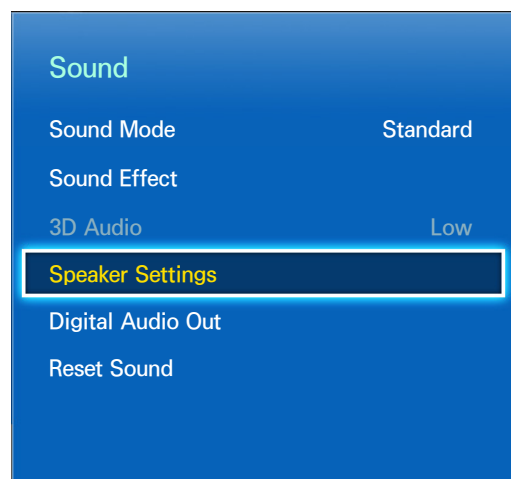 Sound
Sound Mode Standard
Sound Effect
3D Audio Low
Speaker Settings
Digital Audio Out
Reset Sound